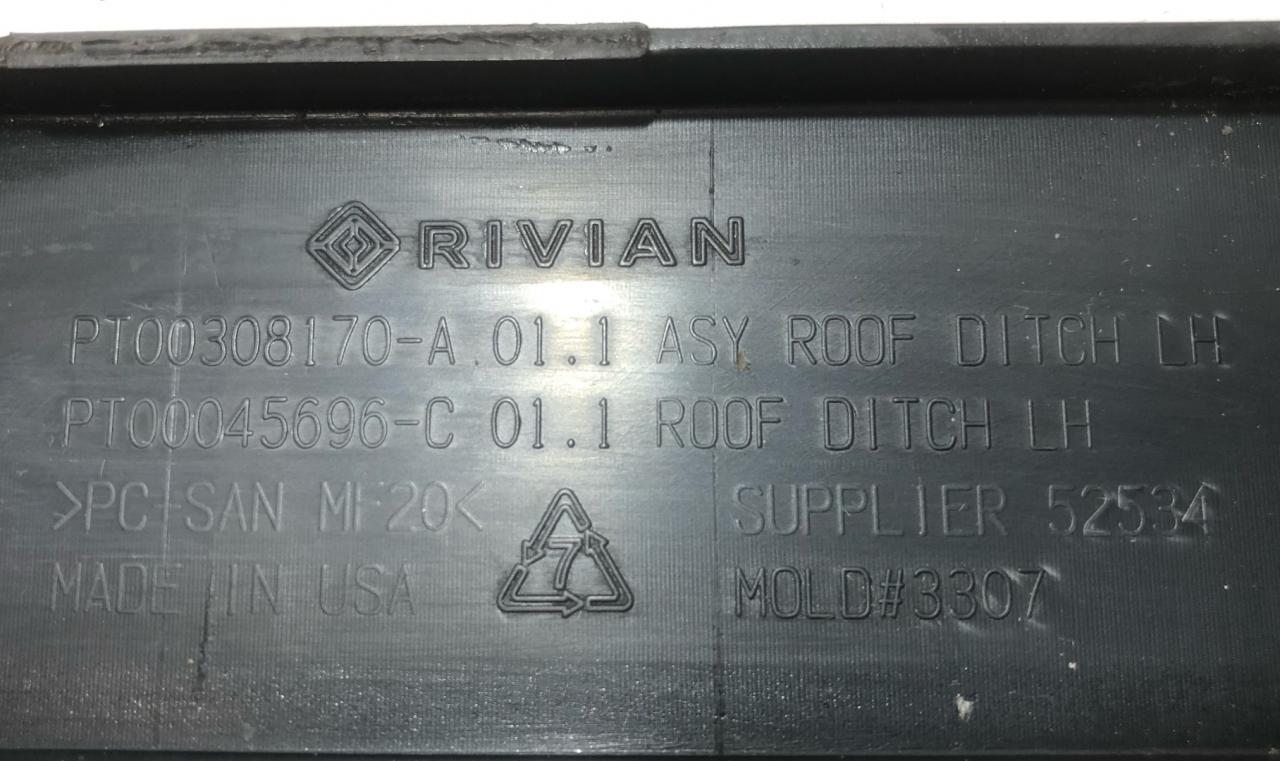 RIVIAN
PT00308170-A 01.1 ASY ROOF DITCH LH
PT00045696-C 01.1 ROOF DITCH LH
>PC-SAN MF20< SUPPLIER 52534
7
MADE IN USA MOLD#3307